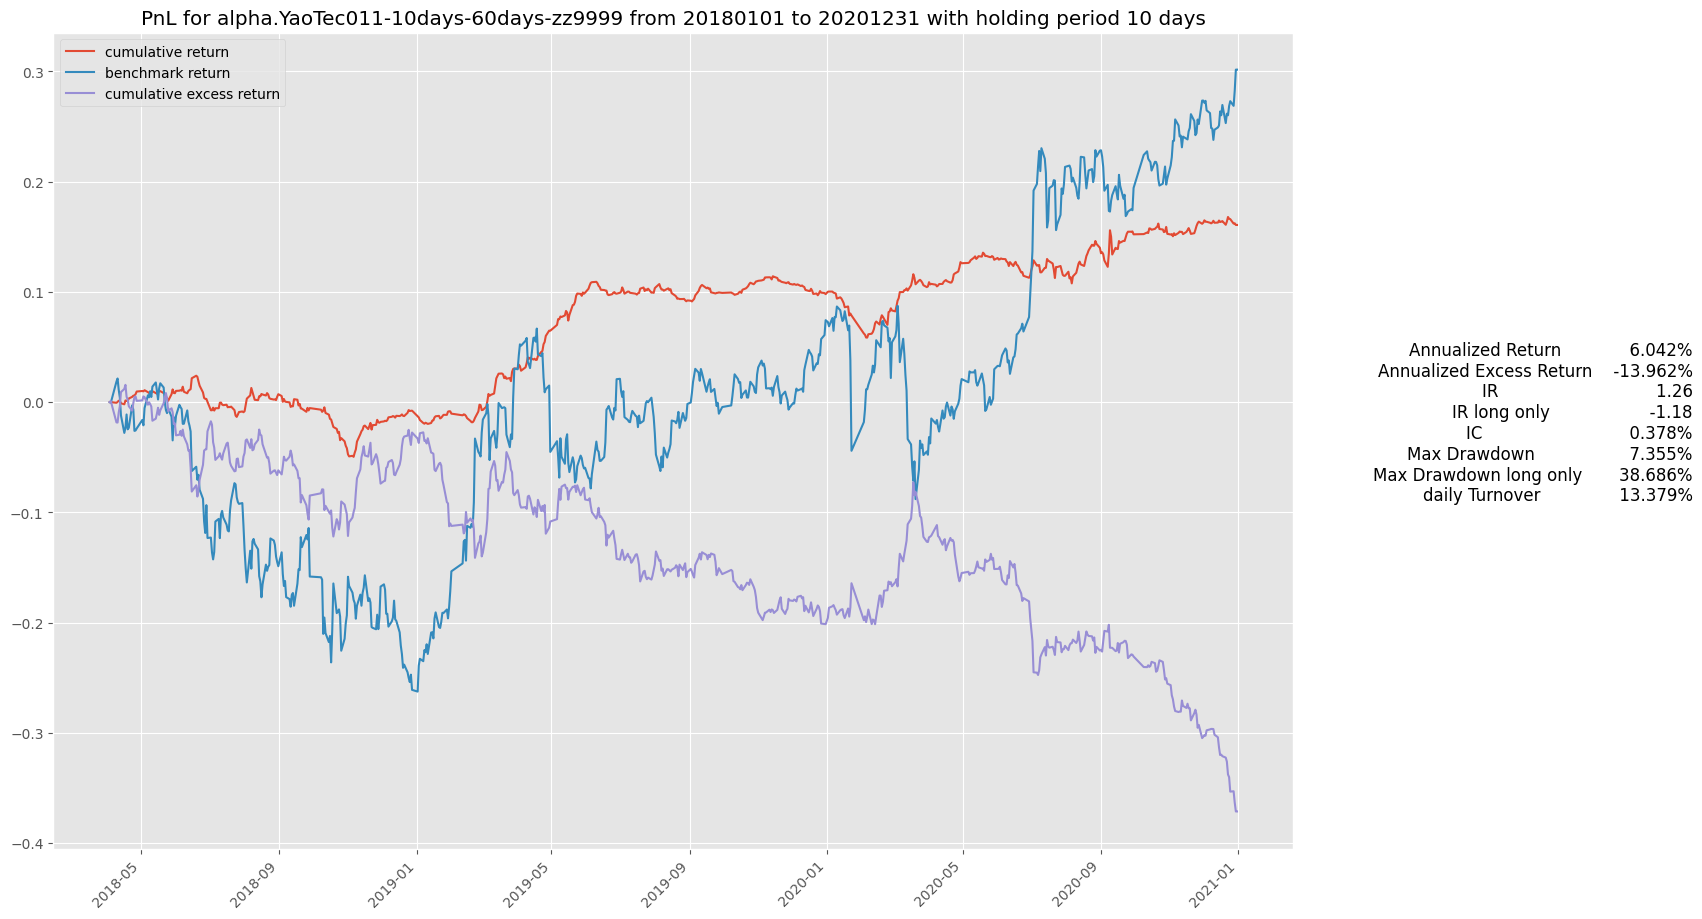 PnL for alpha.YaoTec011-10days-60days-zz9999 from 20180101 to 20201231 with holding period 10 days
cumulative return
benchmark return
cumulative excess return
0.3
0.2
0.1
0.0
−0.1
−0.2
−0.3
−0.4
2018-05
2018-09
2019-01
2019-05
2019-09
2020-01
2020-05
2020-09
2021-01
Annualized Return 6.042%
Annualized Excess Return -13.962%
IR 1.26
IR long only -1.18
IC 0.378%
Max Drawdown 7.355%
Max Drawdown long only 38.686%
daily Turnover 13.379%